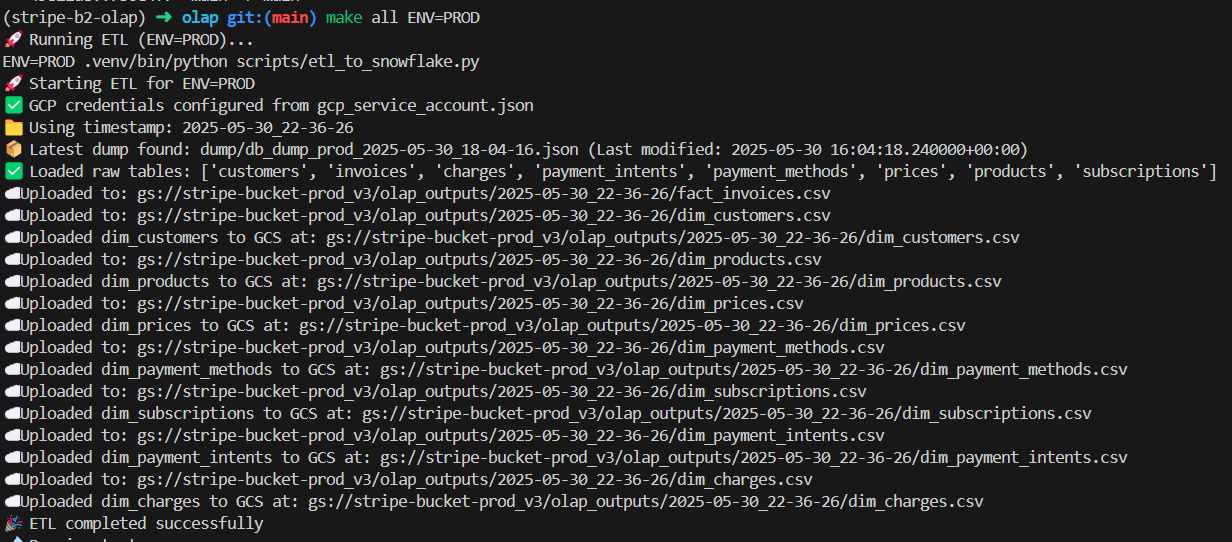 (stripe-b2-olap) ➜ olap git:(main) make all ENV=PROD
🚀 Running ETL (ENV=PROD)...
ENV=PROD .venv/bin/python scripts/etl_to_snowflake.py
🚀 Starting ETL for ENV=PROD
✅ GCP credentials configured from gcp_service_account.json
📁 Using timestamp: 2025-05-30_22-36-26
📦 Latest dump found: dump/db_dump_prod_2025-05-30_18-04-16.json (Last modified: 2025-05-30 16:04:18.240000+00:00)
✅ Loaded raw tables: ['customers', 'invoices', 'charges', 'payment_intents', 'payment_methods', 'prices', 'products', 'subscriptions']
☁Uploaded to: gs://stripe-bucket-prod_v3/olap_outputs/2025-05-30_22-36-26/fact_invoices.csv
☁Uploaded to: gs://stripe-bucket-prod_v3/olap_outputs/2025-05-30_22-36-26/dim_customers.csv
☁Uploaded dim_customers to GCS at: gs://stripe-bucket-prod_v3/olap_outputs/2025-05-30_22-36-26/dim_customers.csv
☁Uploaded to: gs://stripe-bucket-prod_v3/olap_outputs/2025-05-30_22-36-26/dim_products.csv
☁Uploaded dim_products to GCS at: gs://stripe-bucket-prod_v3/olap_outputs/2025-05-30_22-36-26/dim_products.csv
☁Uploaded to: gs://stripe-bucket-prod_v3/olap_outputs/2025-05-30_22-36-26/dim_prices.csv
☁Uploaded dim_prices to GCS at: gs://stripe-bucket-prod_v3/olap_outputs/2025-05-30_22-36-26/dim_prices.csv
☁Uploaded to: gs://stripe-bucket-prod_v3/olap_outputs/2025-05-30_22-36-26/dim_payment_methods.csv
☁Uploaded dim_payment_methods to GCS at: gs://stripe-bucket-prod_v3/olap_outputs/2025-05-30_22-36-26/dim_payment_methods.csv
☁Uploaded to: gs://stripe-bucket-prod_v3/olap_outputs/2025-05-30_22-36-26/dim_subscriptions.csv
☁Uploaded dim_subscriptions to GCS at: gs://stripe-bucket-prod_v3/olap_outputs/2025-05-30_22-36-26/dim_subscriptions.csv
☁Uploaded to: gs://stripe-bucket-prod_v3/olap_outputs/2025-05-30_22-36-26/dim_payment_intents.csv
☁Uploaded dim_payment_intents to GCS at: gs://stripe-bucket-prod_v3/olap_outputs/2025-05-30_22-36-26/dim_payment_intents.csv
☁Uploaded to: gs://stripe-bucket-prod_v3/olap_outputs/2025-05-30_22-36-26/dim_charges.csv
☁Uploaded dim_charges to GCS at: gs://stripe-bucket-prod_v3/olap_outputs/2025-05-30_22-36-26/dim_charges.csv
🎉 ETL completed successfully